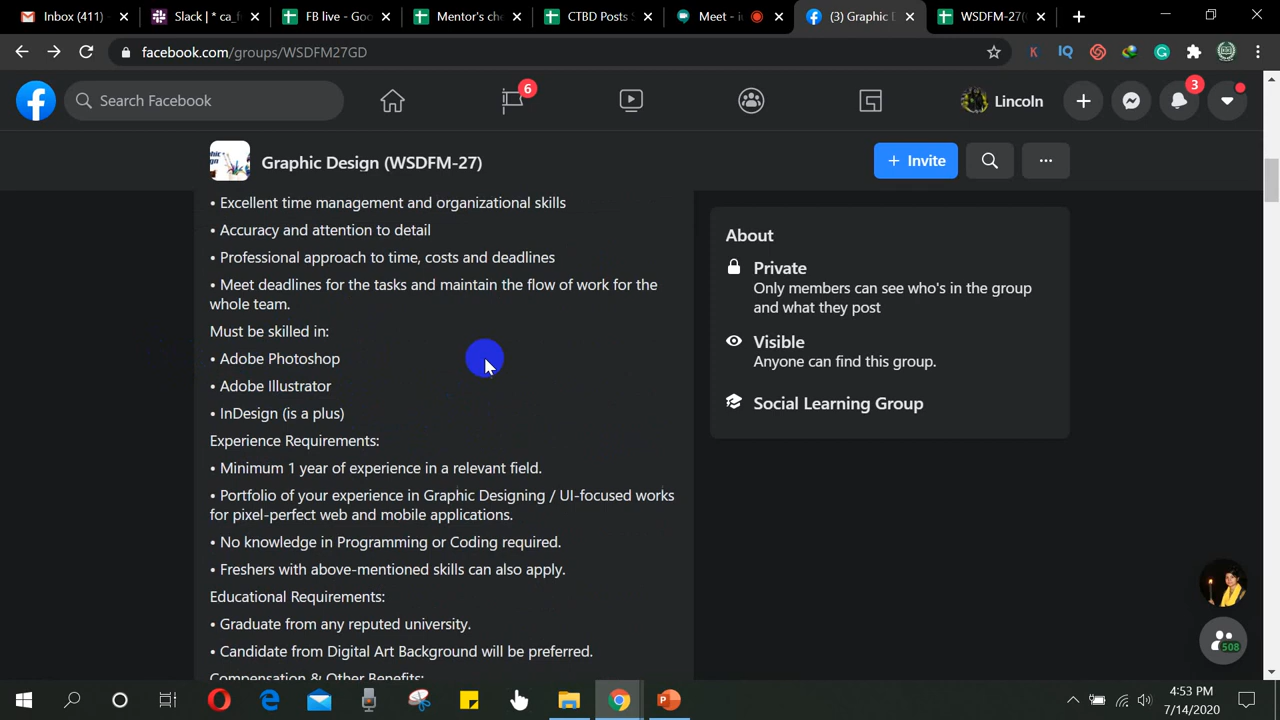 Inbox (411)
Slack | * ca_f
FB live - Goo
Mentor's che
CTBD Posts S
Meet - i
(3) Graphic D
WSDFM-27(
facebook.com/groups/WSDFM27GD
Search Facebook
6
Lincoln
3
Graphic Design (WSDFM-27)
Invite
• Excellent time management and organizational skills
• Accuracy and attention to detail
• Professional approach to time, costs and deadlines
• Meet deadlines for the tasks and maintain the flow of work for the
whole team.
Must be skilled in:
• Adobe Photoshop
• Adobe Illustrator
• InDesign (is a plus)
Experience Requirements:
• Minimum 1 year of experience in a relevant field.
• Portfolio of your experience in Graphic Designing / UI-focused works
for pixel-perfect web and mobile applications.
• No knowledge in Programming or Coding required.
• Freshers with above-mentioned skills can also apply.
Educational Requirements:
• Graduate from any reputed university.
• Candidate from Digital Art Background will be preferred.
Compensation & Other Benefits:
About
Private
Only members can see who's in the group
and what they post
Visible
Anyone can find this group.
Social Learning Group
508
4:53 PM
7/14/2020